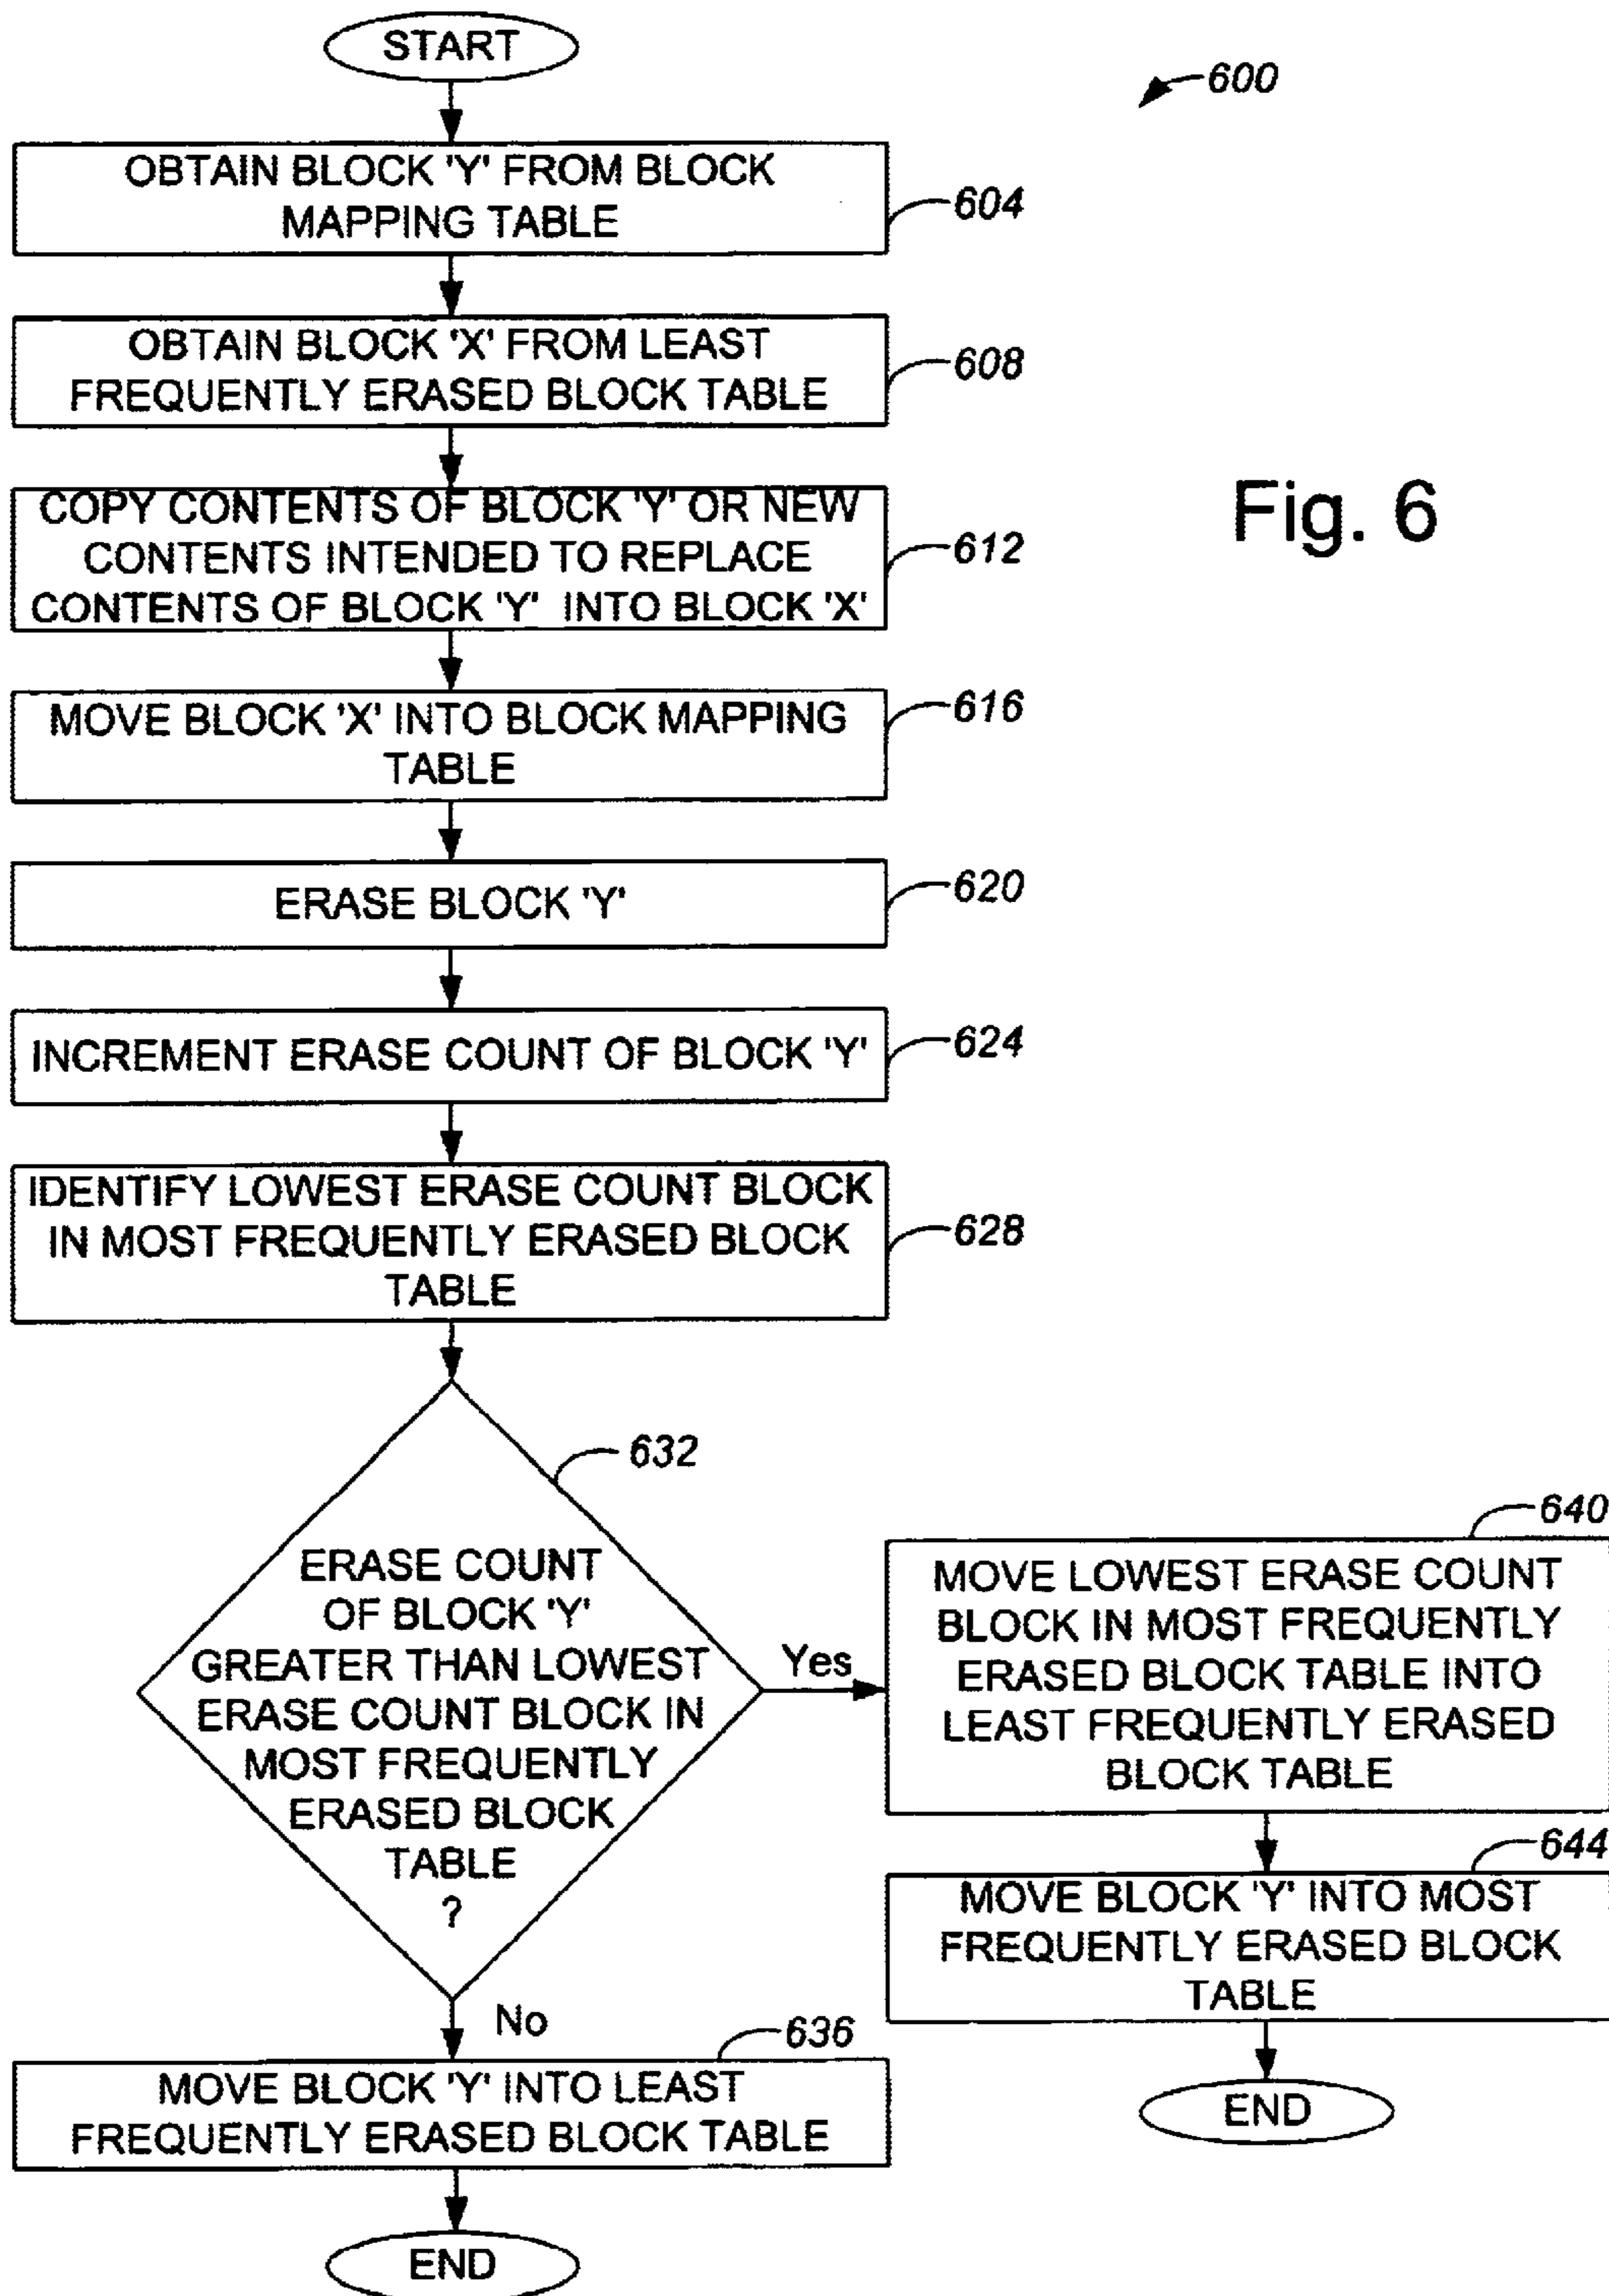 START
600
OBTAIN BLOCK 'Y' FROM BLOCK
MAPPING TABLE
604
OBTAIN BLOCK 'X' FROM LEAST
FREQUENTLY ERASED BLOCK TABLE
608
Fig. 6
COPY CONTENTS OF BLOCK 'Y' OR NEW
CONTENTS INTENDED TO REPLACE
CONTENTS OF BLOCK 'Y' INTO BLOCK 'X'
612
MOVE BLOCK 'X' INTO BLOCK MAPPING
TABLE
616
ERASE BLOCK 'Y'
620
INCREMENT ERASE COUNT OF BLOCK 'Y'
624
IDENTIFY LOWEST ERASE COUNT BLOCK
IN MOST FREQUENTLY ERASED BLOCK
TABLE
628
632
ERASE COUNT
OF BLOCK 'Y'
GREATER THAN LOWEST
ERASE COUNT BLOCK IN
MOST FREQUENTLY
ERASED BLOCK
TABLE
?
Yes
640
MOVE LOWEST ERASE COUNT
BLOCK IN MOST FREQUENTLY
ERASED BLOCK TABLE INTO
LEAST FREQUENTLY ERASED
BLOCK TABLE
644
MOVE BLOCK 'Y' INTO MOST
FREQUENTLY ERASED BLOCK
TABLE
END
No
636
MOVE BLOCK 'Y' INTO LEAST
FREQUENTLY ERASED BLOCK TABLE
END